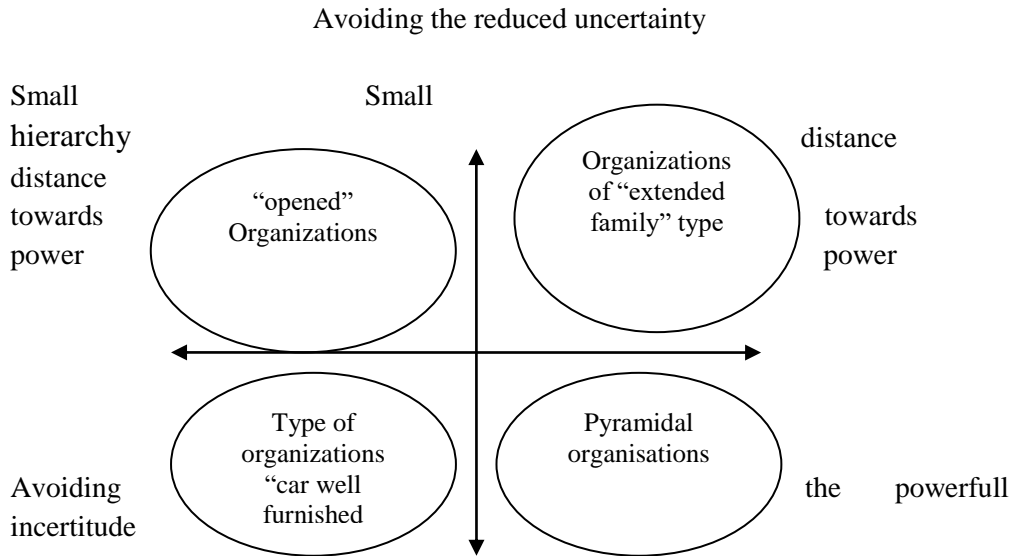 Avoiding the reduced uncertainty
Small Small
hierarchy distance
distance
towards towards
power power
“opened”
Organizations
Organizations
of “extended
family” type
Type of
organizations
“car well
furnished
Pyramidal
organisations
Avoiding the powerfull
incertitude